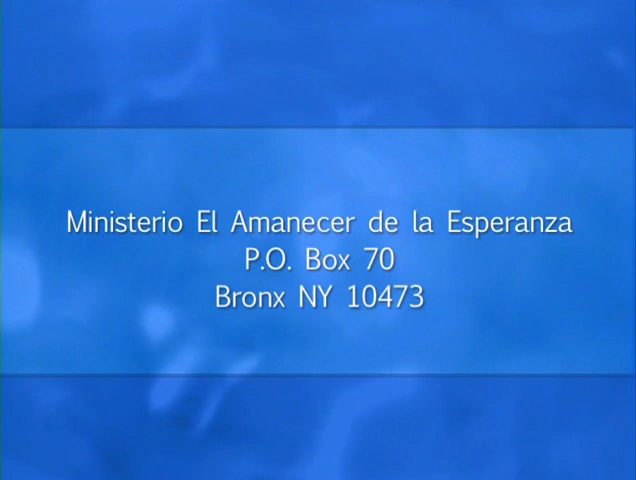 Ministerio El Amanecer de la Esperanza
P.O. Box 70
Bronx NY 10473